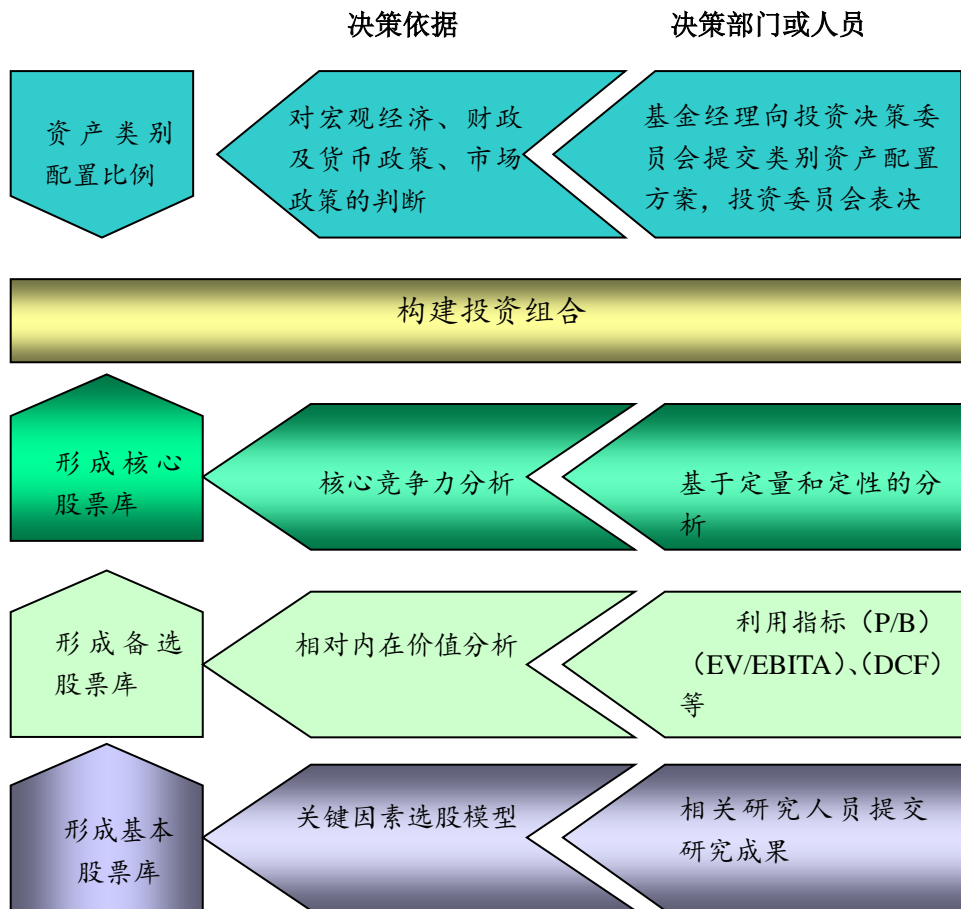 决策依据
决策部门或人员
资产类别
配置比例
对宏观经济、财政
及货币政策、市场
政策的判断
基金经理向投资决策委
员会提交类别资产配置
方案，投资委员会表决
构建投资组合
形成核心
股票库
核心竞争力分析
基于定量和定性的分
析
形成备选
股票库
相对内在价值分析
利用指标（P/B）
（EV/EBITA）、（DCF）
等
形成基本
股票库
关键因素选股模型
相关研究人员提交
研究成果